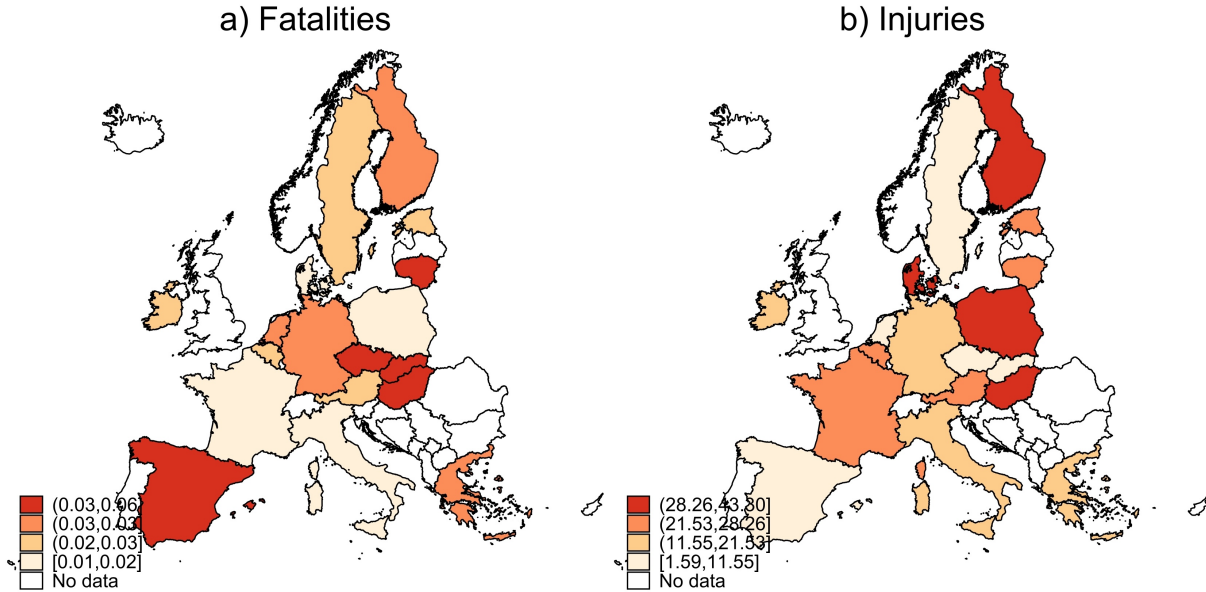 a) Fatalities
b) Injuries
(0.03,0.06]
(0.03,0.03]
(0.02,0.03]
[0.01,0.02]
No data
(28.26,43.80]
(21.53,28.26]
(11.55,21.53]
[1.59,11.55]
No data